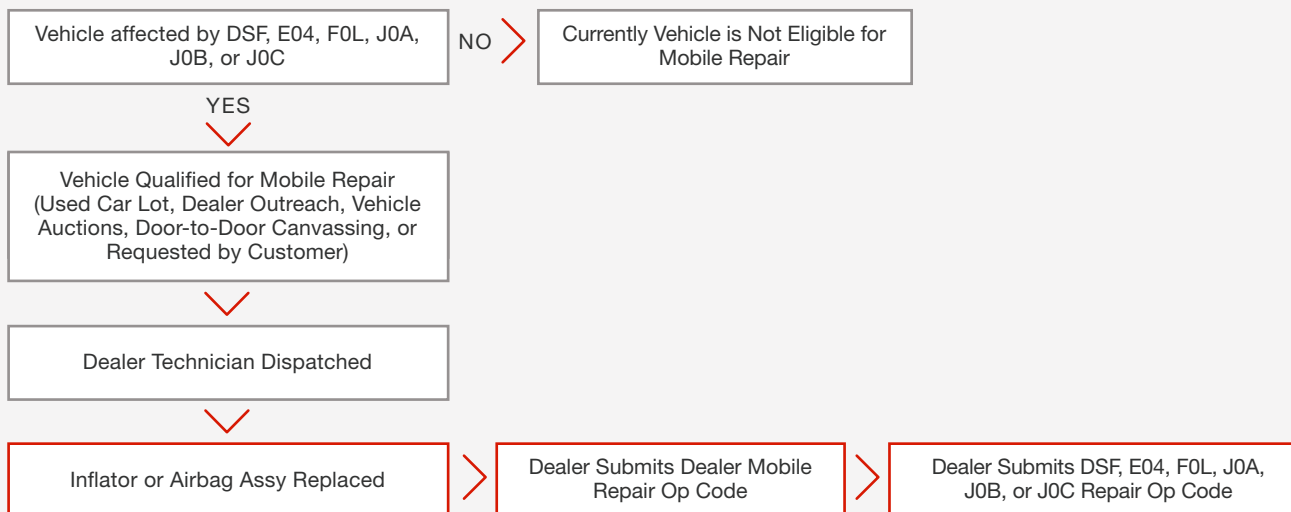 Vehicle affected by DSF, E04, F0L, J0A,
J0B, or J0C
NO
Currently Vehicle is Not Eligible for
Mobile Repair
YES
Vehicle Qualified for Mobile Repair
(Used Car Lot, Dealer Outreach, Vehicle
Auctions, Door-to-Door Canvassing, or
Requested by Customer)
Dealer Technician Dispatched
Inflator or Airbag Assy Replaced
Dealer Submits Dealer Mobile
Repair Op Code
Dealer Submits DSF, E04, F0L, J0A,
J0B, or J0C Repair Op Code